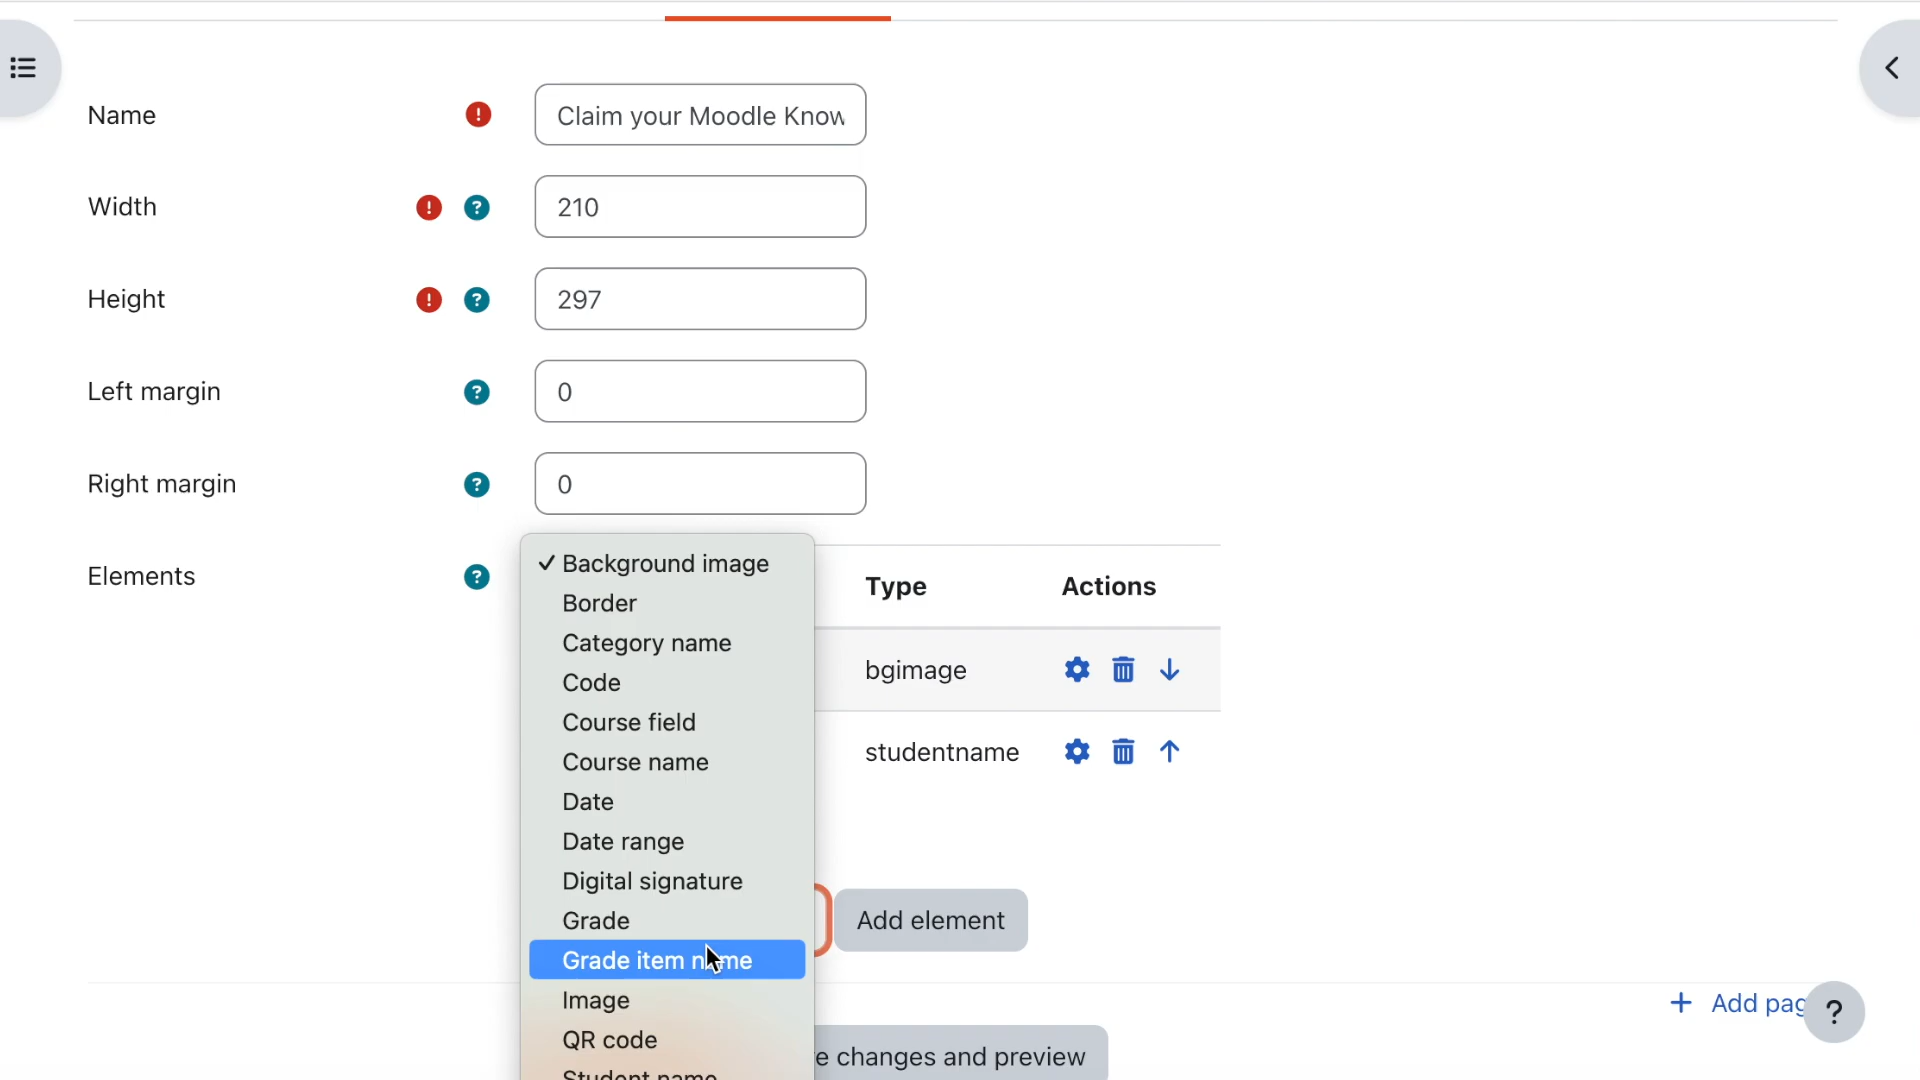 Name
!
Claim your Moodle Know
Width
!
?
210
Height
!
?
297
Left margin
?
0
Right margin
?
0
Elements
?
✓ Background image
Border
Category name
Code
Course field
Course name
Date
Date range
Digital signature
Grade
Grade item name
Image
QR code
Student name
Type
Actions
bgimage
studentname
Add element
+ Add pag
?
e changes and preview